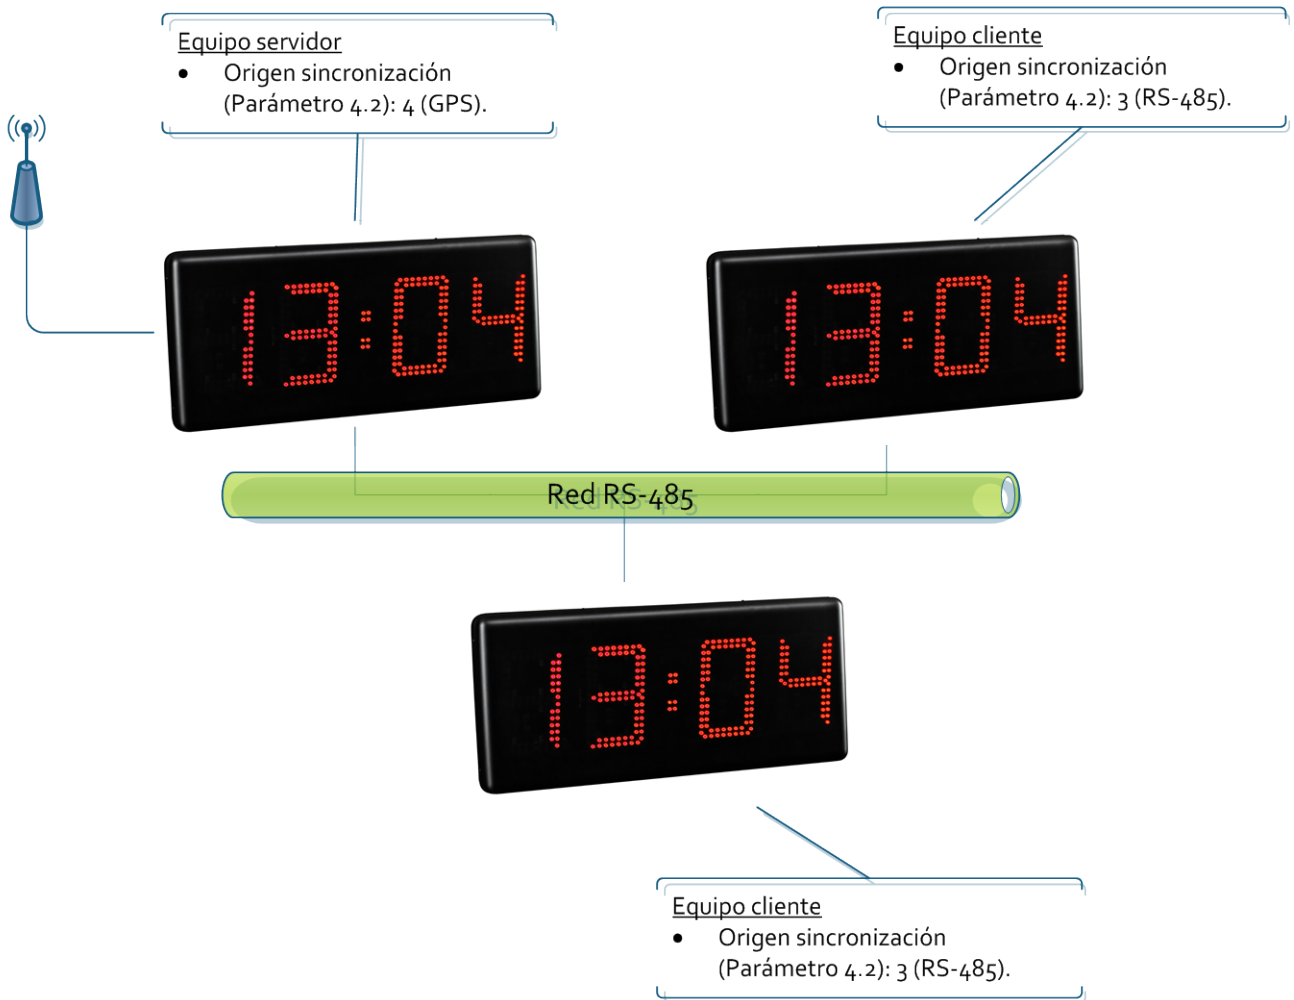 Equipo servidor
• Origen sincronización
(Parámetro 4.2): 4 (GPS).
Equipo cliente
• Origen sincronización
(Parámetro 4.2): 3 (RS-485).
13:04
13:04
Red RS-485
13:04
Equipo cliente
• Origen sincronización
(Parámetro 4.2): 3 (RS-485).